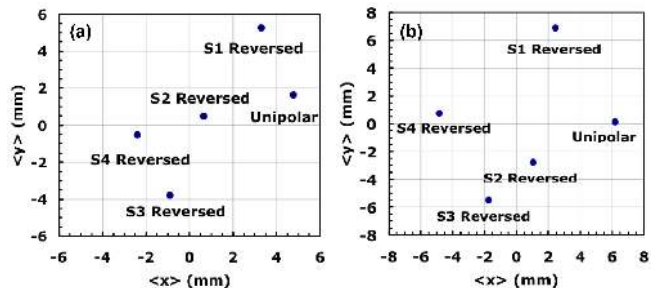 (a)
<y> (mm)
6
4
2
0
-2
-4
-6
S1 Reversed
S2 Reversed
Unipolar
S4 Reversed
S3 Reversed
-6 -4 -2 0 2 4 6
<x> (mm)
(b)
<y> (mm)
8
6
4
2
0
-2
-4
-6
-8
S1 Reversed
S4 Reversed
Unipolar
S2 Reversed
S3 Reversed
-8 -6 -4 -2 0 2 4 6 8
<x> (mm)